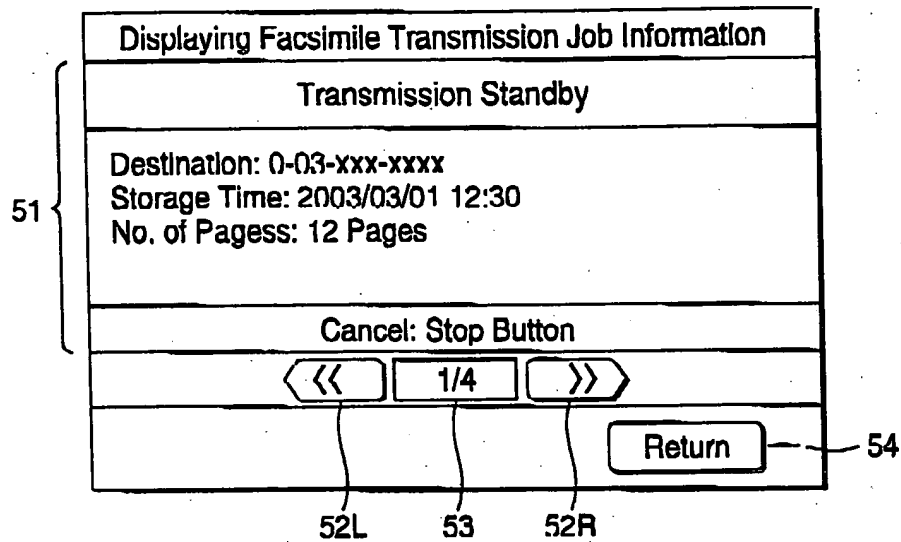 Displaying Facsimile Transmission Job Information
Transmission Standby
Destination: 0-03-xxx-xxxx
Storage Time: 2003/03/01 12:30
51
No. of Pagess: 12 Pages
Cancel: Stop Button
<< 1/4 >>
Return
54
52L 53 52R